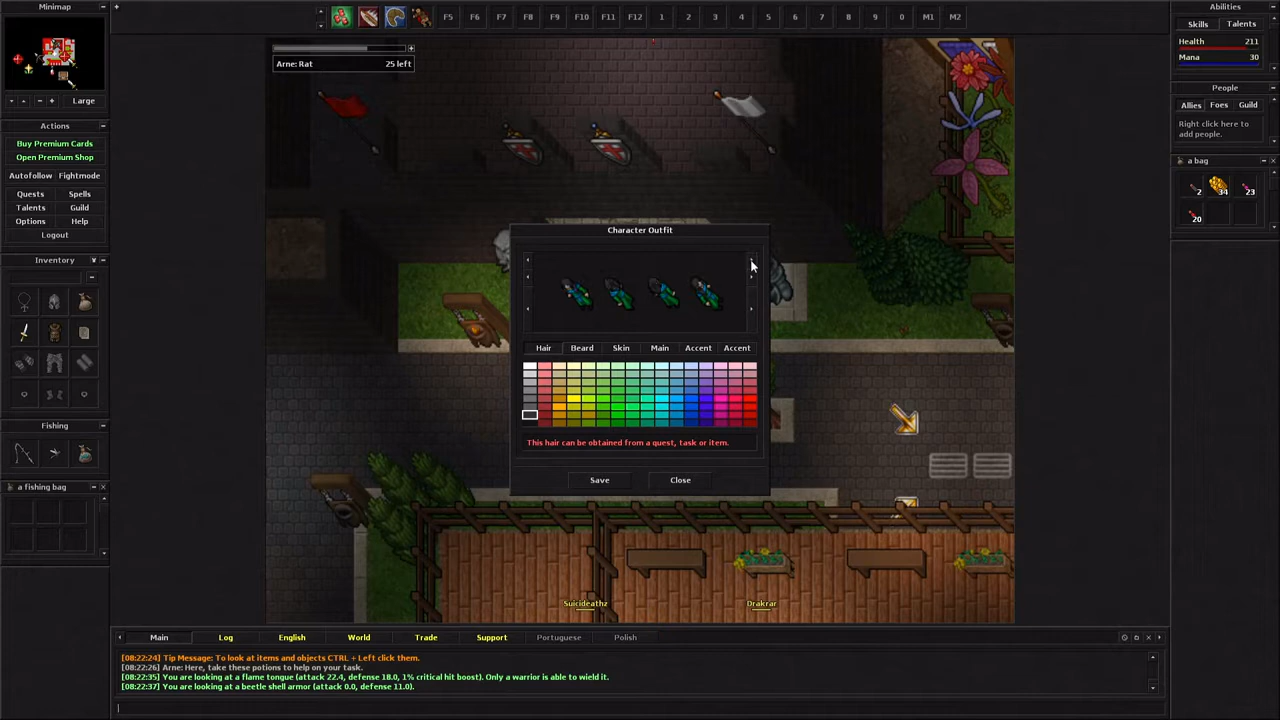 Minimap
Large
Actions
Buy Premium Cards
Open Premium Shop
Autofollow Fightmode
Quests Spells
Talents Guild
Options Help
Logout
Inventory
Fishing
a fishing bag
F5 F6 F7 F8 F9 F10 F11 F12 1 2 3 4 5 6 7 8 9 0 M1 M2
Arne: Rat 25 left
Character Outfit
Hair Beard Skin Main Accent Accent
This hair can be obtained from a quest, task or item.
Save Close
Suicideathz
Drakrar
Abilities
Skills Talents
Health 211
Mana 30
People
Allies Foes Guild
Right click here to
add people.
a bag
2 34 23
20
Main Log English World Trade Support Portuguese Polish
[08:22:24] Tip Message: To look at items and objects CTRL + Left click them.
[08:22:26] Arne: Here, take these potions to help on your task.
[08:22:35] You are looking at a flame tongue (attack 22.4, defense 18.0, 1% critical hit boost). Only a warrior is able to wield it.
[08:22:37] You are looking at a beetle shell armor (attack 0.0, defense 11.0).